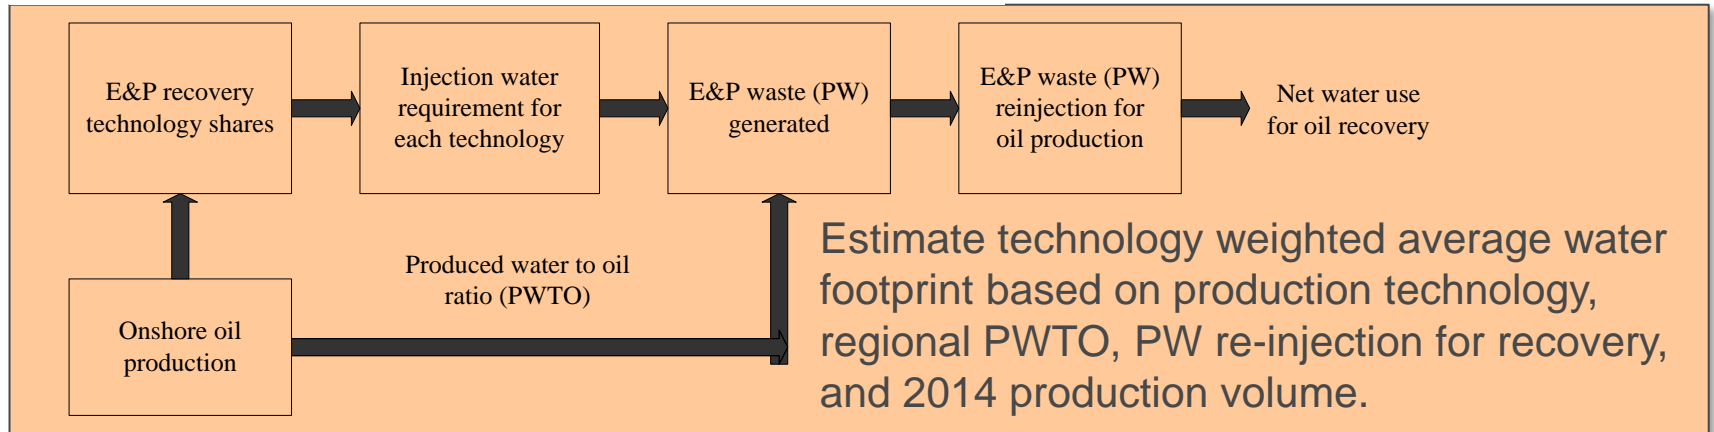 E&P recovery
technology shares
Injection water
requirement for
each technology
E&P waste (PW)
generated
E&P waste (PW)
reinjection for
oil production
Net water use
for oil recovery
Onshore oil
production
Produced water to oil
ratio (PWTO)
Estimate technology weighted average water
footprint based on production technology,
regional PWTO, PW re-injection for recovery,
and 2014 production volume.